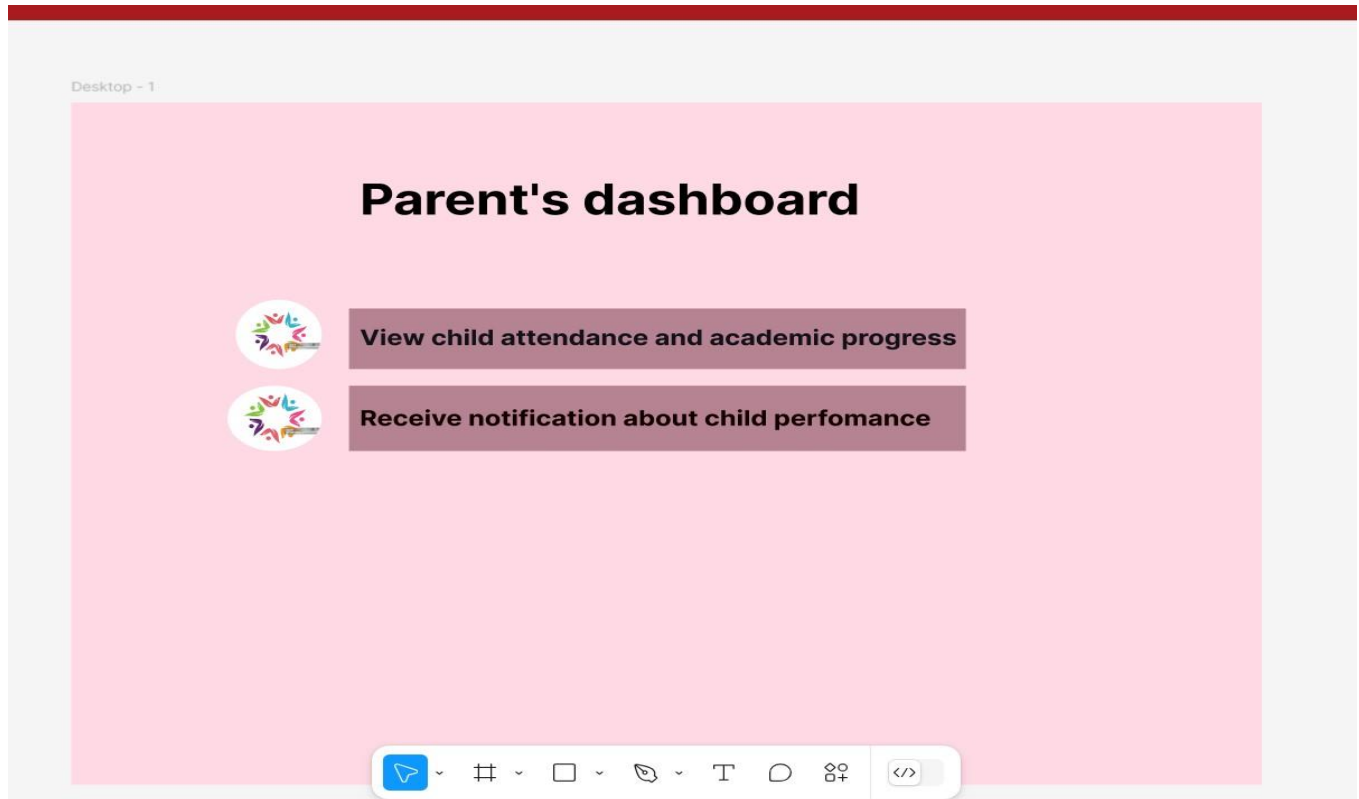 Desktop - 1
Parent's dashboard
View child attendance and academic progress
Receive notification about child perfomance